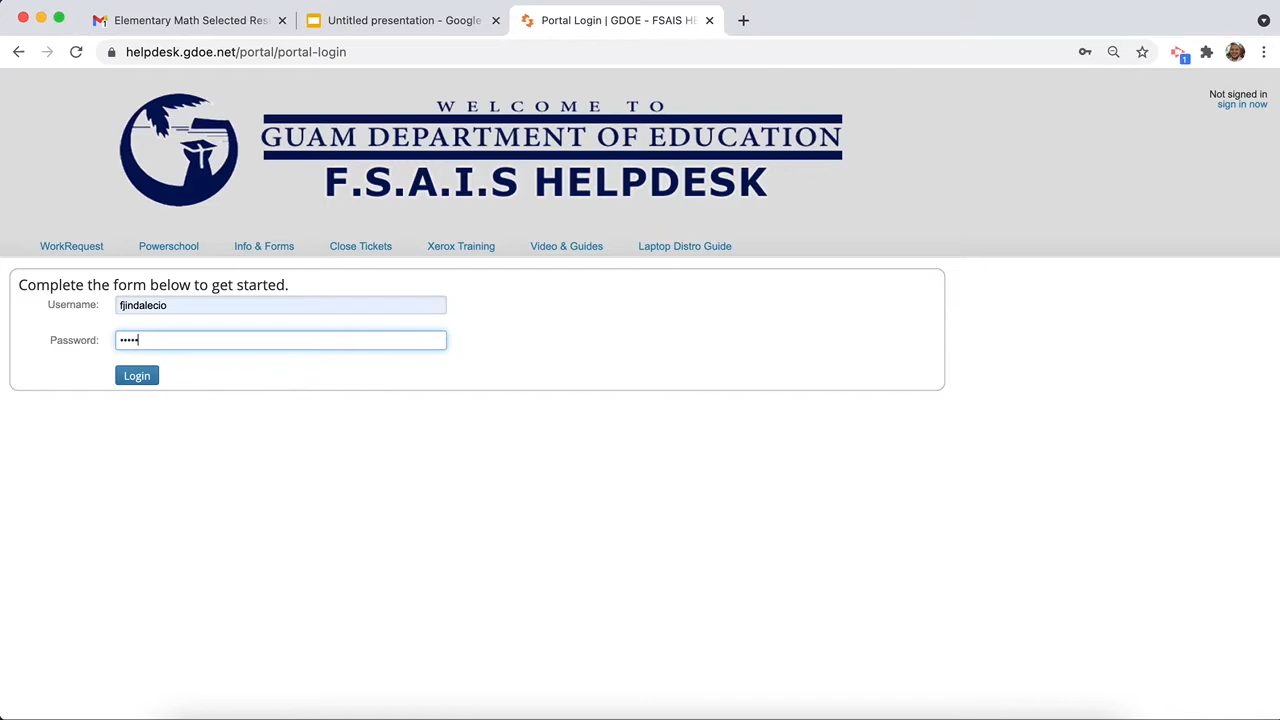 Elementary Math Selected Res
Untitled presentation - Google
Portal Login | GDOE - FSAIS HE
helpdesk.gdoe.net/portal/portal-login
1
Not signed in
sign in now
WELCOME TO
GUAM DEPARTMENT OF EDUCATION
F.S.A.I.S HELPDESK
WorkRequest Powerschool Info & Forms Close Tickets Xerox Training Video & Guides Laptop Distro Guide
Complete the form below to get started.
Username: fjindalecio
Password: •••••
Login